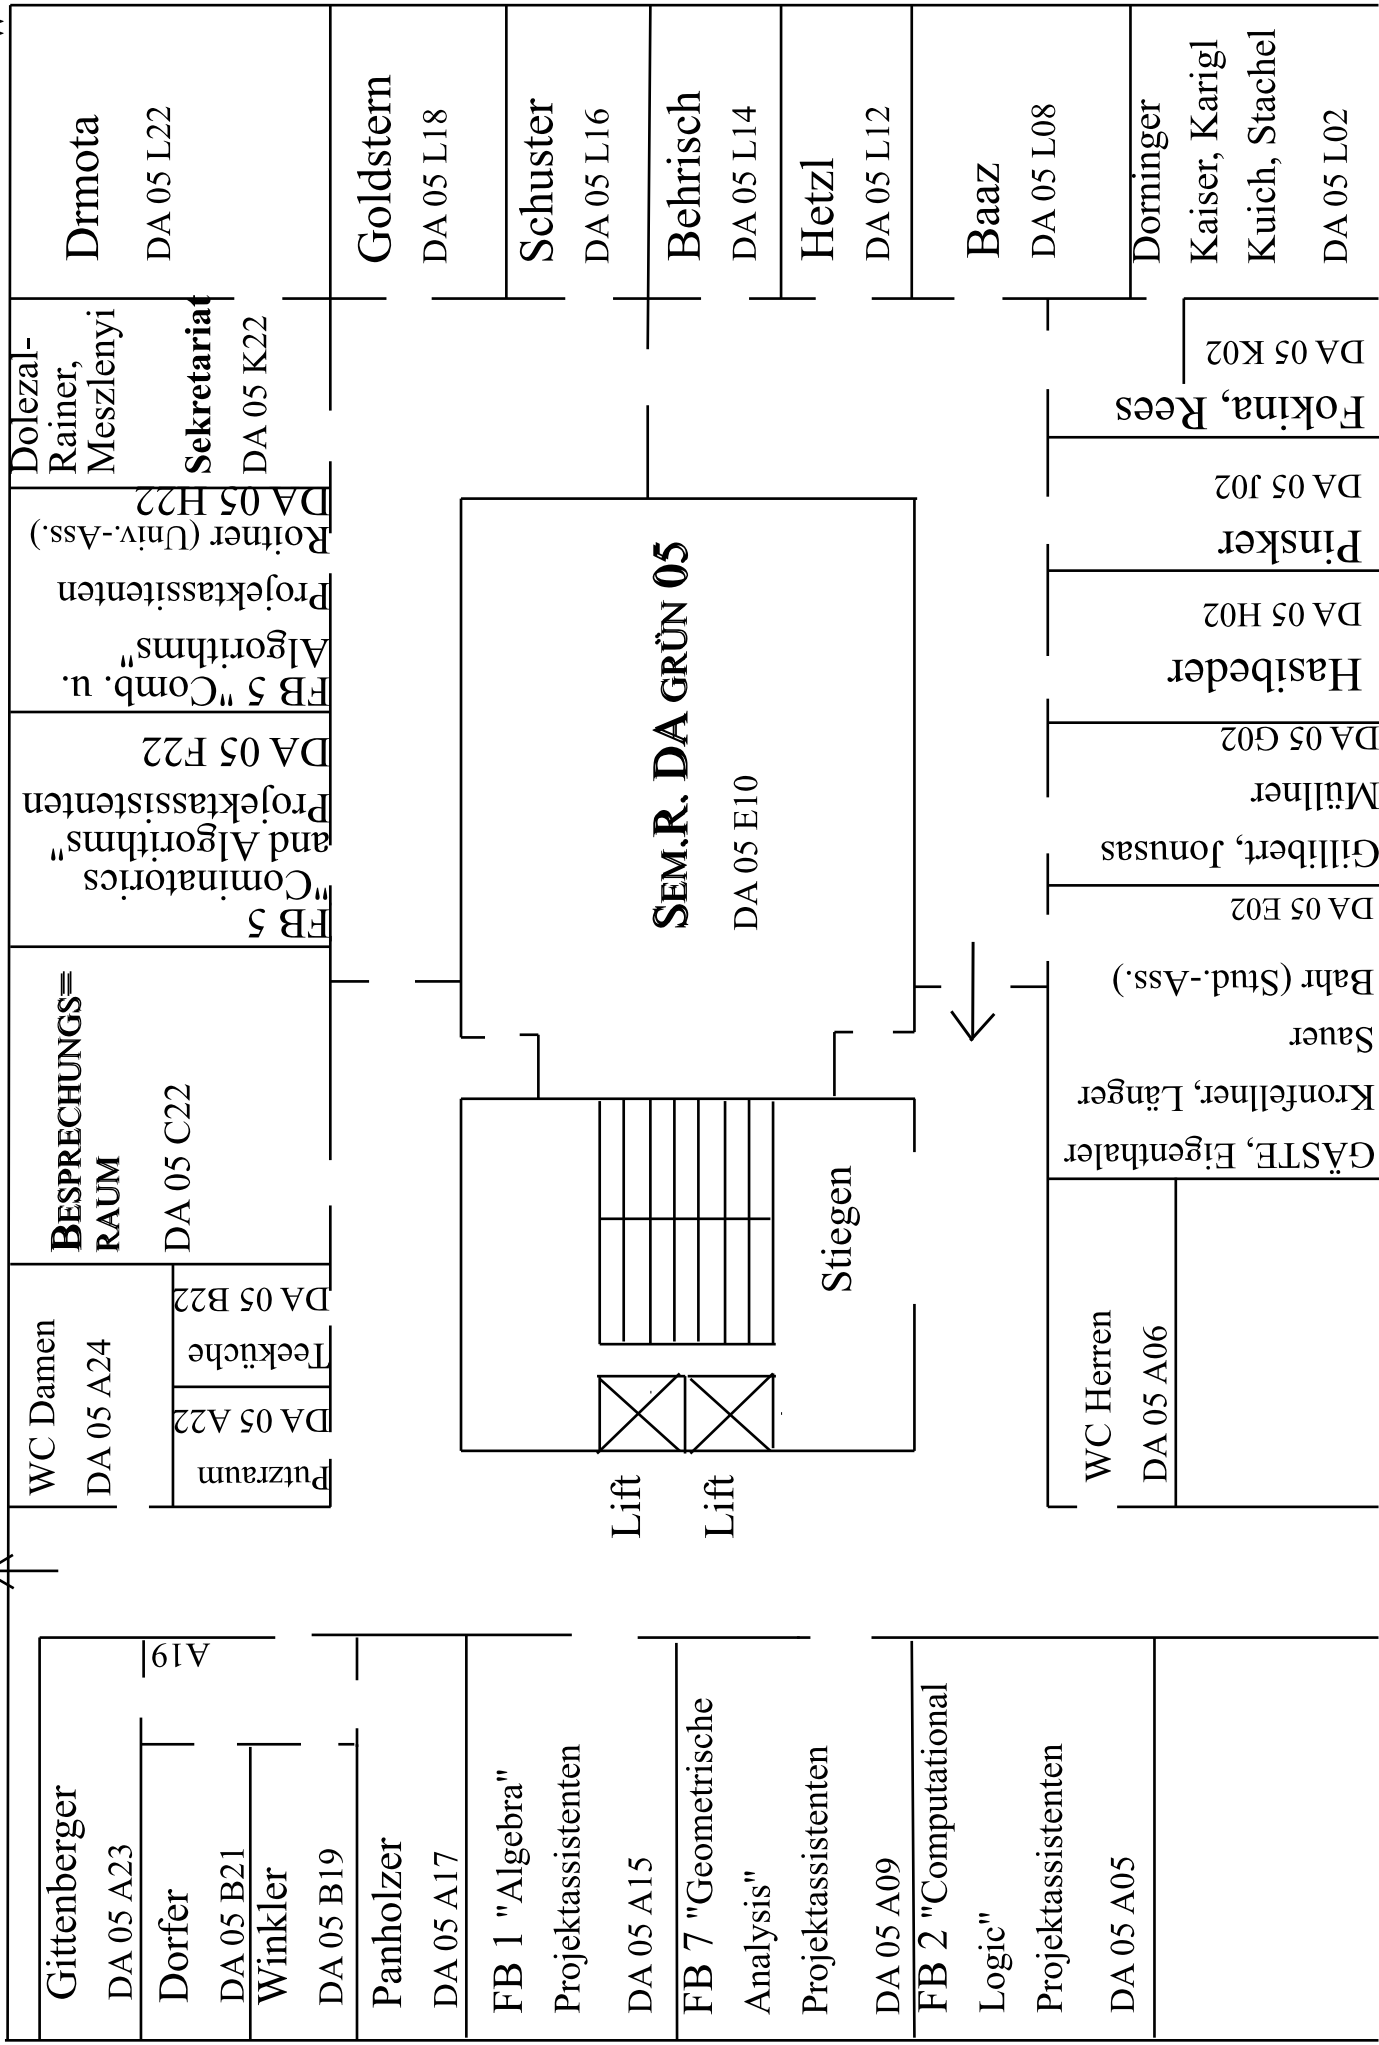 Drmota
DA 05 L22
Goldstern
DA 05 L18
Schuster
DA 05 L16
Behrisch
DA 05 L14
Hetzl
DA 05 L12
Baaz
DA 05 L08
Dorninger
Kaiser, Karigl
Kuich, Stachel
DA 05 L02
Dolezal-
Rainer,
Meszlenyi
Sekretariat
DA 05 K22
FB 5 "Comb. u.
Algorithms"
Projektassitenten
Roitner (Univ.-Ass.)
DA 05 H22
FB 5
"Cominatorics
and Algorithms"
Projektassistenten
DA 05 F22
BESPRECHUNGS=
RAUM
DA 05 C22
WC Damen
DA 05 A24
Teeküche
DA 05 B22
Putzraum
DA 05 A22
SEM.R. DA GRÜN 05
DA 05 E10
Stiegen
Lift
Lift
Fokina, Rees
DA 05 K02
Pinsker
DA 05 J02
Hasibeder
DA 05 H02
Gillibert, Jonusas
Müllner
DA 05 G02
GÄSTE, Eigenthaler
Kronfellner, Länger
Sauer
Bahr (Stud.-Ass.)
DA 05 E02
WC Herren
DA 05 A06
A19
Gittenberger
DA 05 A23
Dorfer
DA 05 B21
Winkler
DA 05 B19
Panholzer
DA 05 A17
FB 1 "Algebra"
Projektassistenten
DA 05 A15
FB 7 "Geometrische
Analysis"
Projektassistenten
DA 05 A09
FB 2 "Computational
Logic"
Projektassistenten
DA 05 A05